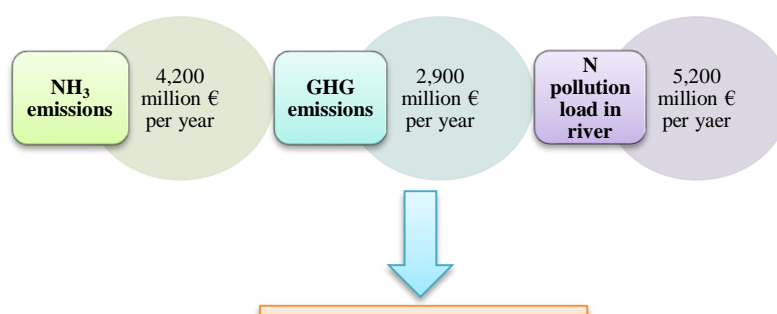 NH₃
emissions
4,200
million €
per year
GHG
emissions
2,900
million €
per year
N
pollution
load in
river
5,200
million €
per yaer